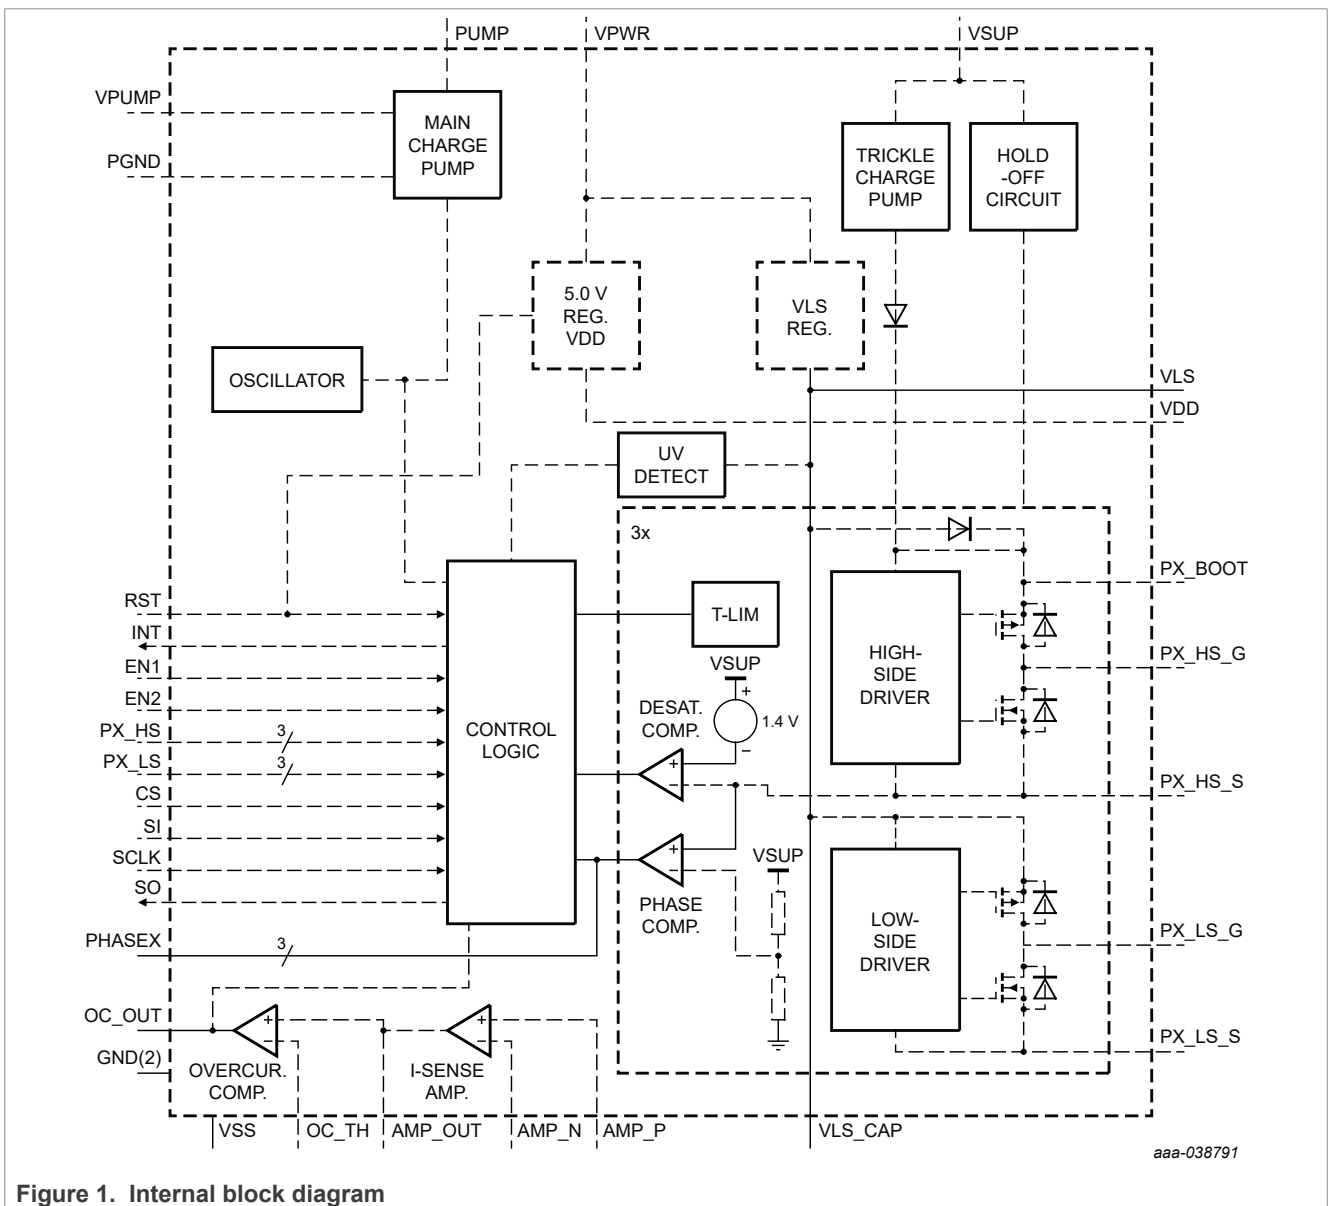 PUMP
VPWR
VSUP
VPUMP
PGND
MAIN
CHARGE
PUMP
TRICKLE
CHARGE
PUMP
HOLD
-OFF
CIRCUIT
5.0 V
REG.
VDD
VLS
REG.
OSCILLATOR
VLS
VDD
UV
DETECT
3x
RST
INT
EN1
EN2
PX_HS
3
PX_LS
3
CS
SI
SCLK
SO
PHASEX
3
CONTROL
LOGIC
T-LIM
VSUP
+
1.4 V
–
DESAT.
COMP.
+
–
+
–
PHASE
COMP.
VSUP
HIGH-
SIDE
DRIVER
LOW-
SIDE
DRIVER
PX_BOOT
PX_HS_G
PX_HS_S
PX_LS_G
PX_LS_S
OC_OUT
GND(2)
+
–
OVERCUR.
COMP.
+
–
I-SENSE
AMP.
VSS
OC_TH
AMP_OUT
AMP_N
AMP_P
VLS_CAP
aaa-038791
Figure 1. Internal block diagram